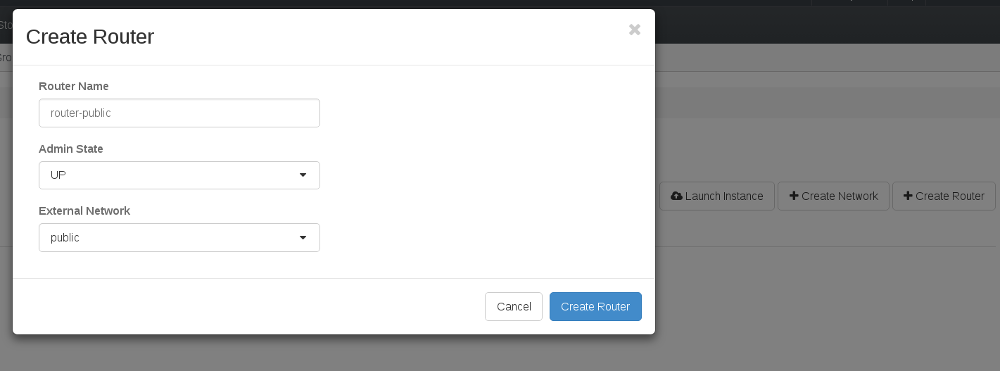 Create Router
Router Name
router-public
Admin State
UP
External Network
public
Cancel Create Router
Launch Instance Create Network Create Router